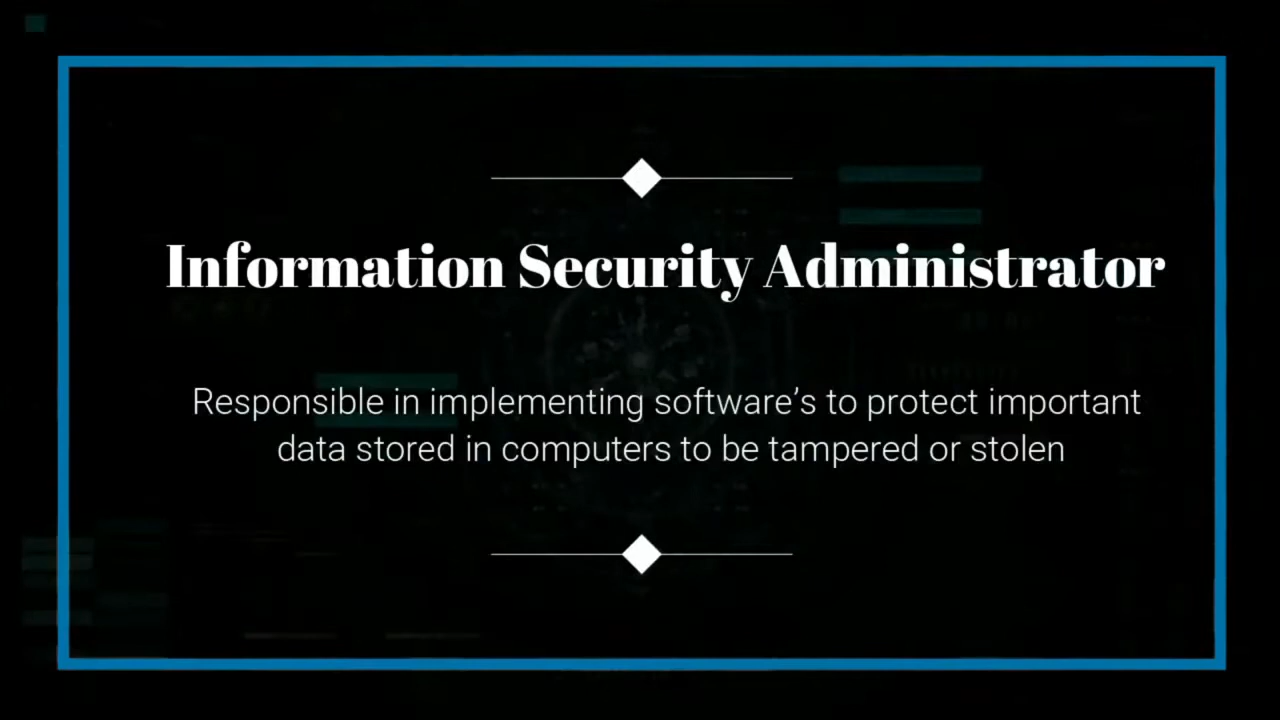 Information Security Administrator
Responsible in implementing software’s to protect important
data stored in computers to be tampered or stolen